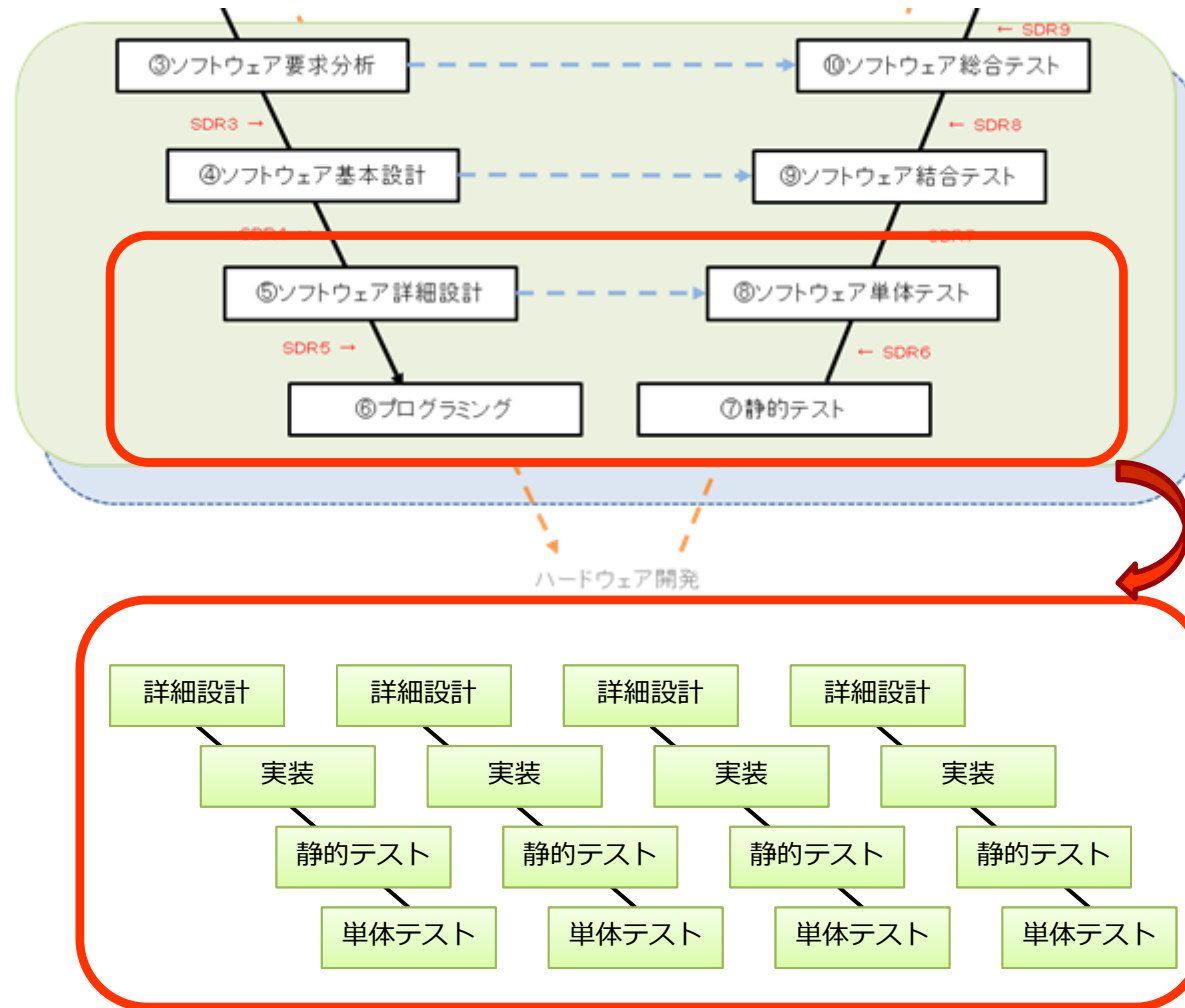 ← SDR9
③ソフトウェア要求分析
⑩ソフトウェア総合テスト
SDR3 →
← SDR8
④ソフトウェア基本設計
⑨ソフトウェア結合テスト
SDR4 →
SDR7
⑤ソフトウェア詳細設計
⑧ソフトウェア単体テスト
SDR5 →
← SDR6
⑥プログラミング
⑦静的テスト
ハードウェア開発
詳細設計
詳細設計
詳細設計
詳細設計
実装
実装
実装
実装
静的テスト
静的テスト
静的テスト
静的テスト
単体テスト
単体テスト
単体テスト
単体テスト